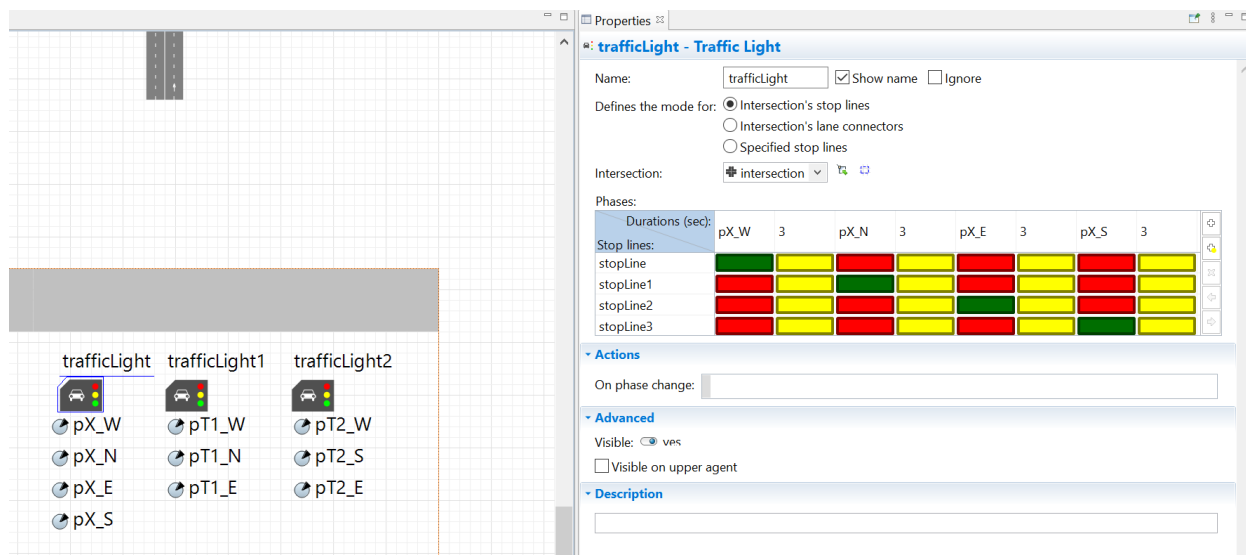 Properties
trafficLight - Traffic Light
Name: trafficLight Show name Ignore
Defines the mode for: Intersection's stop lines
Intersection's lane connectors
Specified stop lines
Intersection: intersection
Phases:
Durations (sec): pX_W 3 pX_N 3 pX_E 3 pX_S 3
Stop lines:
stopLine
stopLine1
stopLine2
stopLine3
Actions
On phase change:
Advanced
Visible: yes
Visible on upper agent
Description
trafficLight trafficLight1 trafficLight2
pX_W pT1_W pT2_W
pX_N pT1_N pT2_S
pX_E pT1_E pT2_E
pX_S